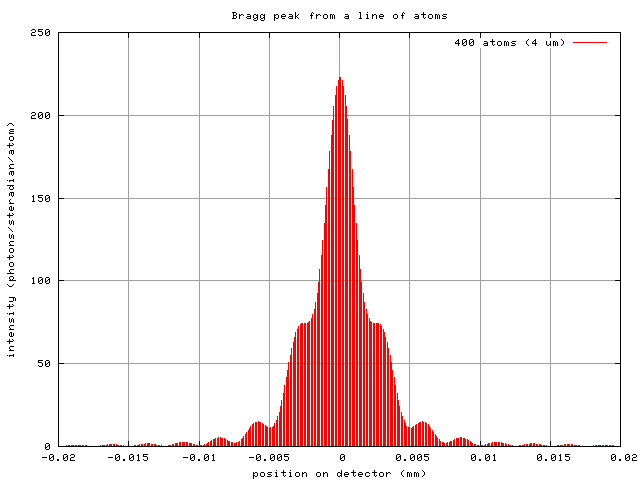 Bragg peak from a line of atoms
400 atoms (4 um)
intensity (photons/steradian/atom)
250
200
150
100
50
0
-0.02 -0.015 -0.01 -0.005 0 0.005 0.01 0.015 0.02
position on detector (mm)